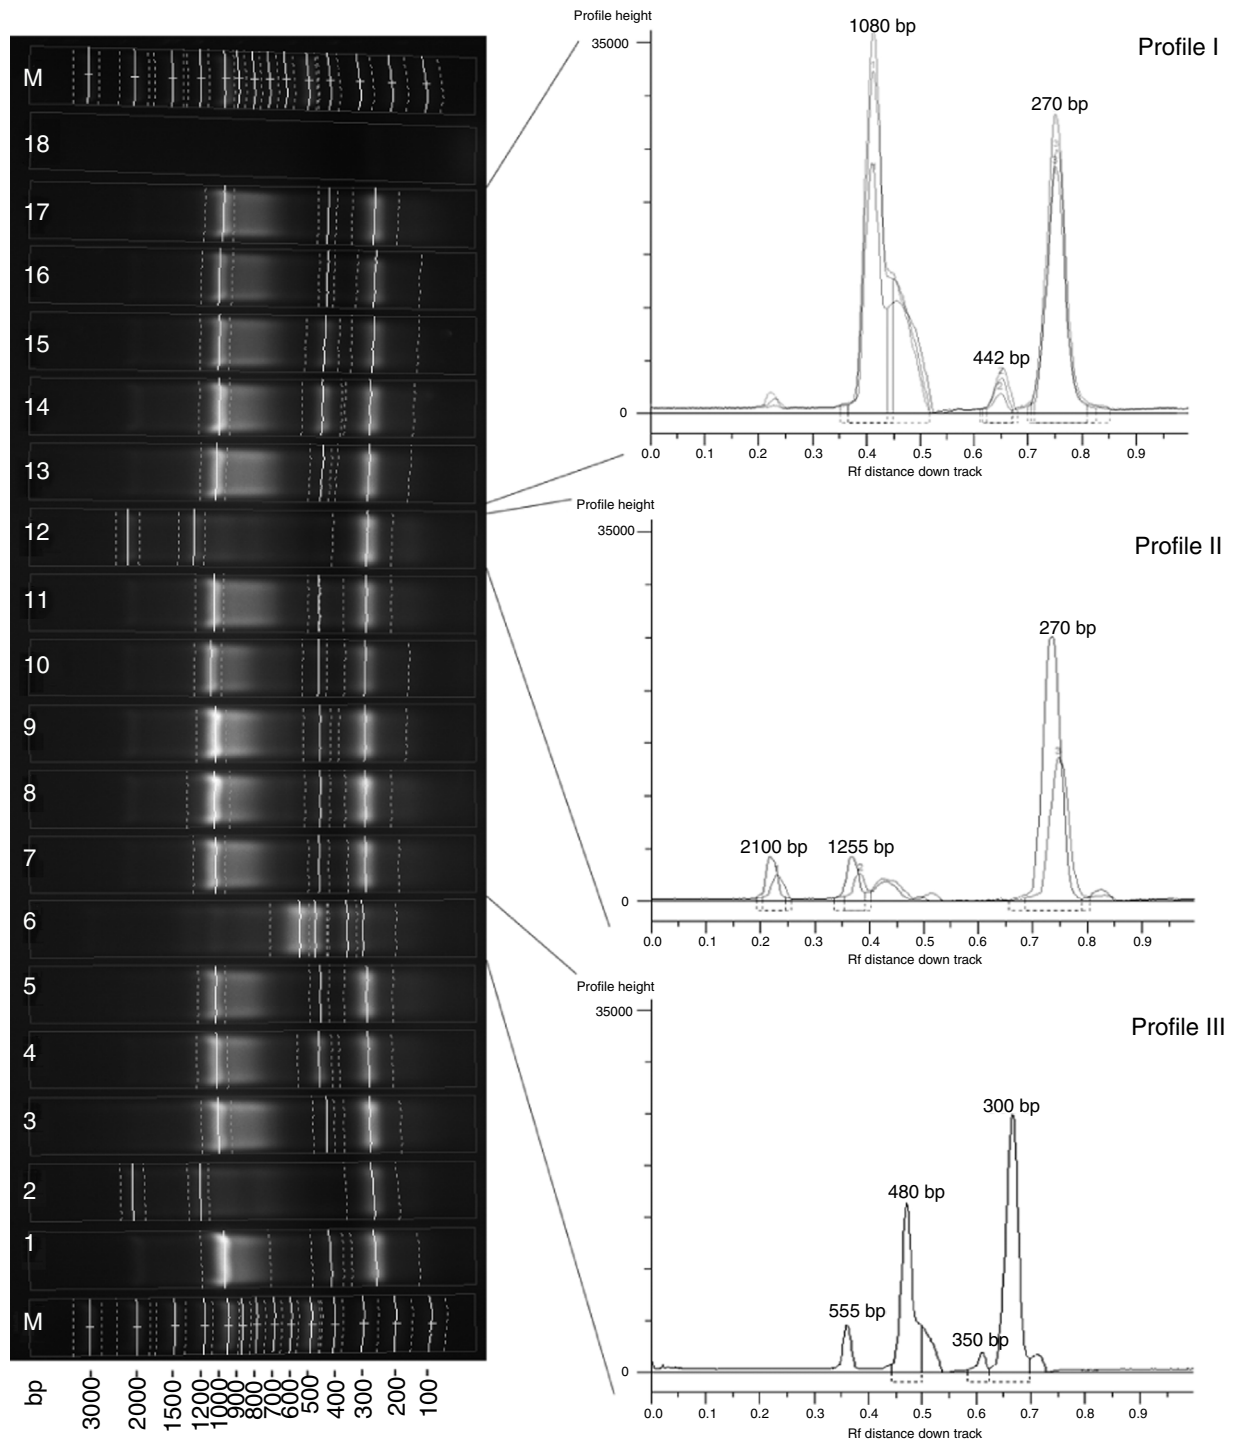 M
18
17
16
15
14
13
12
11
10
9
8
7
6
5
4
3
2
1
M
bp
3000-
2000-
1500-
1200-
1000-
900-
800-
700-
600-
500-
400-
300-
200-
100-
Profile height
1080 bp
35000
Profile I
270 bp
442 bp
0
0.0 0.1 0.2 0.3 0.4 0.5 0.6 0.7 0.8 0.9
Rf distance down track
Profile height
35000
Profile II
270 bp
2100 bp 1255 bp
0
0.0 0.1 0.2 0.3 0.4 0.5 0.6 0.7 0.8 0.9
Rf distance down track
Profile height
35000
Profile III
300 bp
480 bp
555 bp
350 bp
0
0.0 0.1 0.2 0.3 0.4 0.5 0.6 0.7 0.8 0.9
Rf distance down track